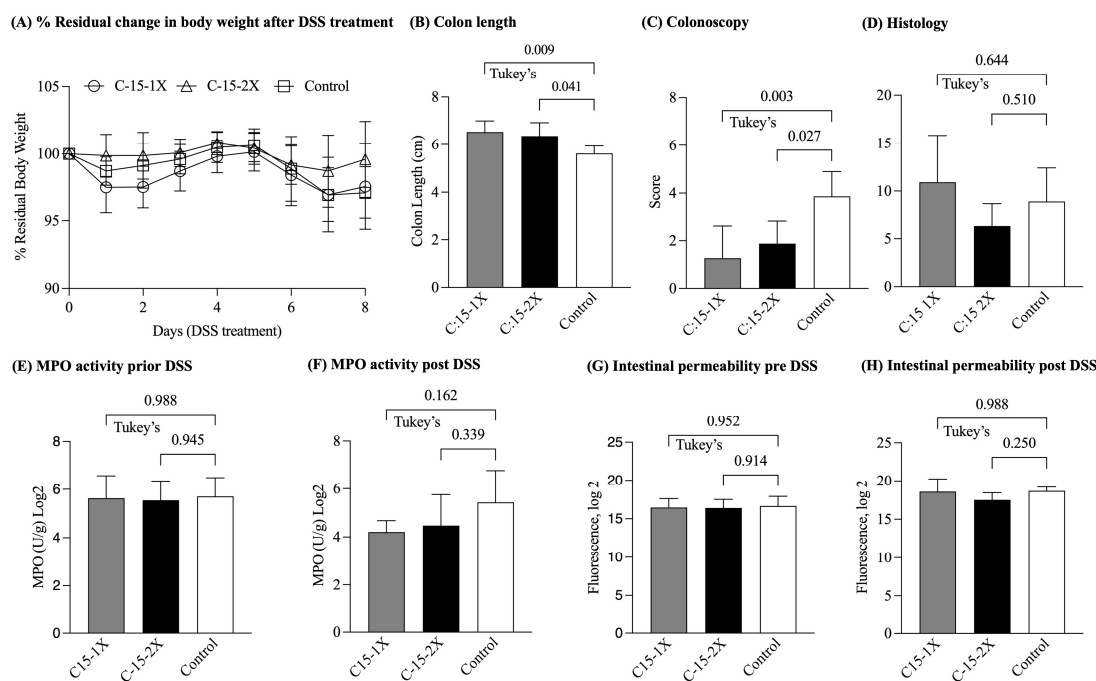 (A) % Residual change in body weight after DSS treatment
C-15-1X
C-15-2X
Control
105
100
95
90
% Residual Body Weight
0
2
4
6
8
Days (DSS treatment)
(B) Colon length
0.009
Tukey's
0.041
8
6
4
2
0
Colon Length (cm)
C:15-1X
C:15-2X
Control
(C) Colonoscopy
0.003
Tukey's
0.027
8
6
4
2
0
Score
C:15-1X
C:15-2X
Control
(D) Histology
0.644
Tukey's
0.510
20
15
10
5
0
C:15 1X
C:15 2X
Control
(E) MPO activity prior DSS
0.988
Tukey's
0.945
8
6
4
2
0
MPO (U/g) Log2
C15-1X
C-15-2X
Control
(F) MPO activity post DSS
0.162
Tukey's
0.339
8
6
4
2
0
MPO (U/g) Log2
C15-1X
C-15-2X
Control
(G) Intestinal permeability pre DSS
0.952
Tukey's
0.914
25
20
15
10
5
0
Fluorescence, log 2
C15-1X
C-15-2X
Control
(H) Intestinal permeability post DSS
0.988
Tukey's
0.250
25
20
15
10
5
0
Fluorescence, log 2
C15-1X
C-15-2X
Control